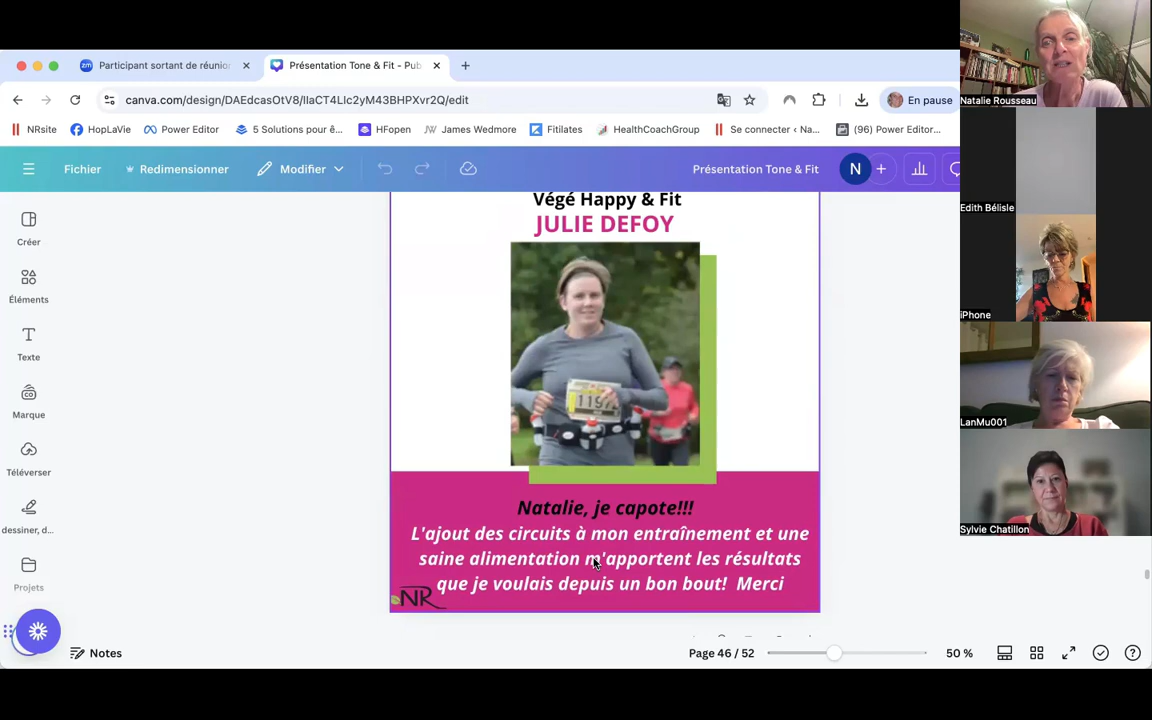 Participant sortant de réunion
Présentation Tone & Fit - Pub
canva.com/design/DAEdcasOtV8/IIaCT4LIc2yM43BHPXvr2Q/edit
En pause
NRsite
HopLaVie
Power Editor
5 Solutions pour ê...
HFopen
James Wedmore
Fitilates
HealthCoachGroup
Se connecter ‹ Na...
(96) Power Editor...
Fichier
Redimensionner
Modifier
Présentation Tone & Fit
N
Créer
Éléments
Texte
Marque
Téléverser
dessiner, d...
Projets
Végé Happy & Fit
JULIE DEFOY
1197
Natalie, je capote!!!
L'ajout des circuits à mon entraînement et une
saine alimentation m'apportent les résultats
que je voulais depuis un bon bout! Merci
NR
Notes
Page 46 / 52
50 %
Natalie Rousseau
Edith Bélisle
iPhone
LanMu001
Sylvie Chatillon